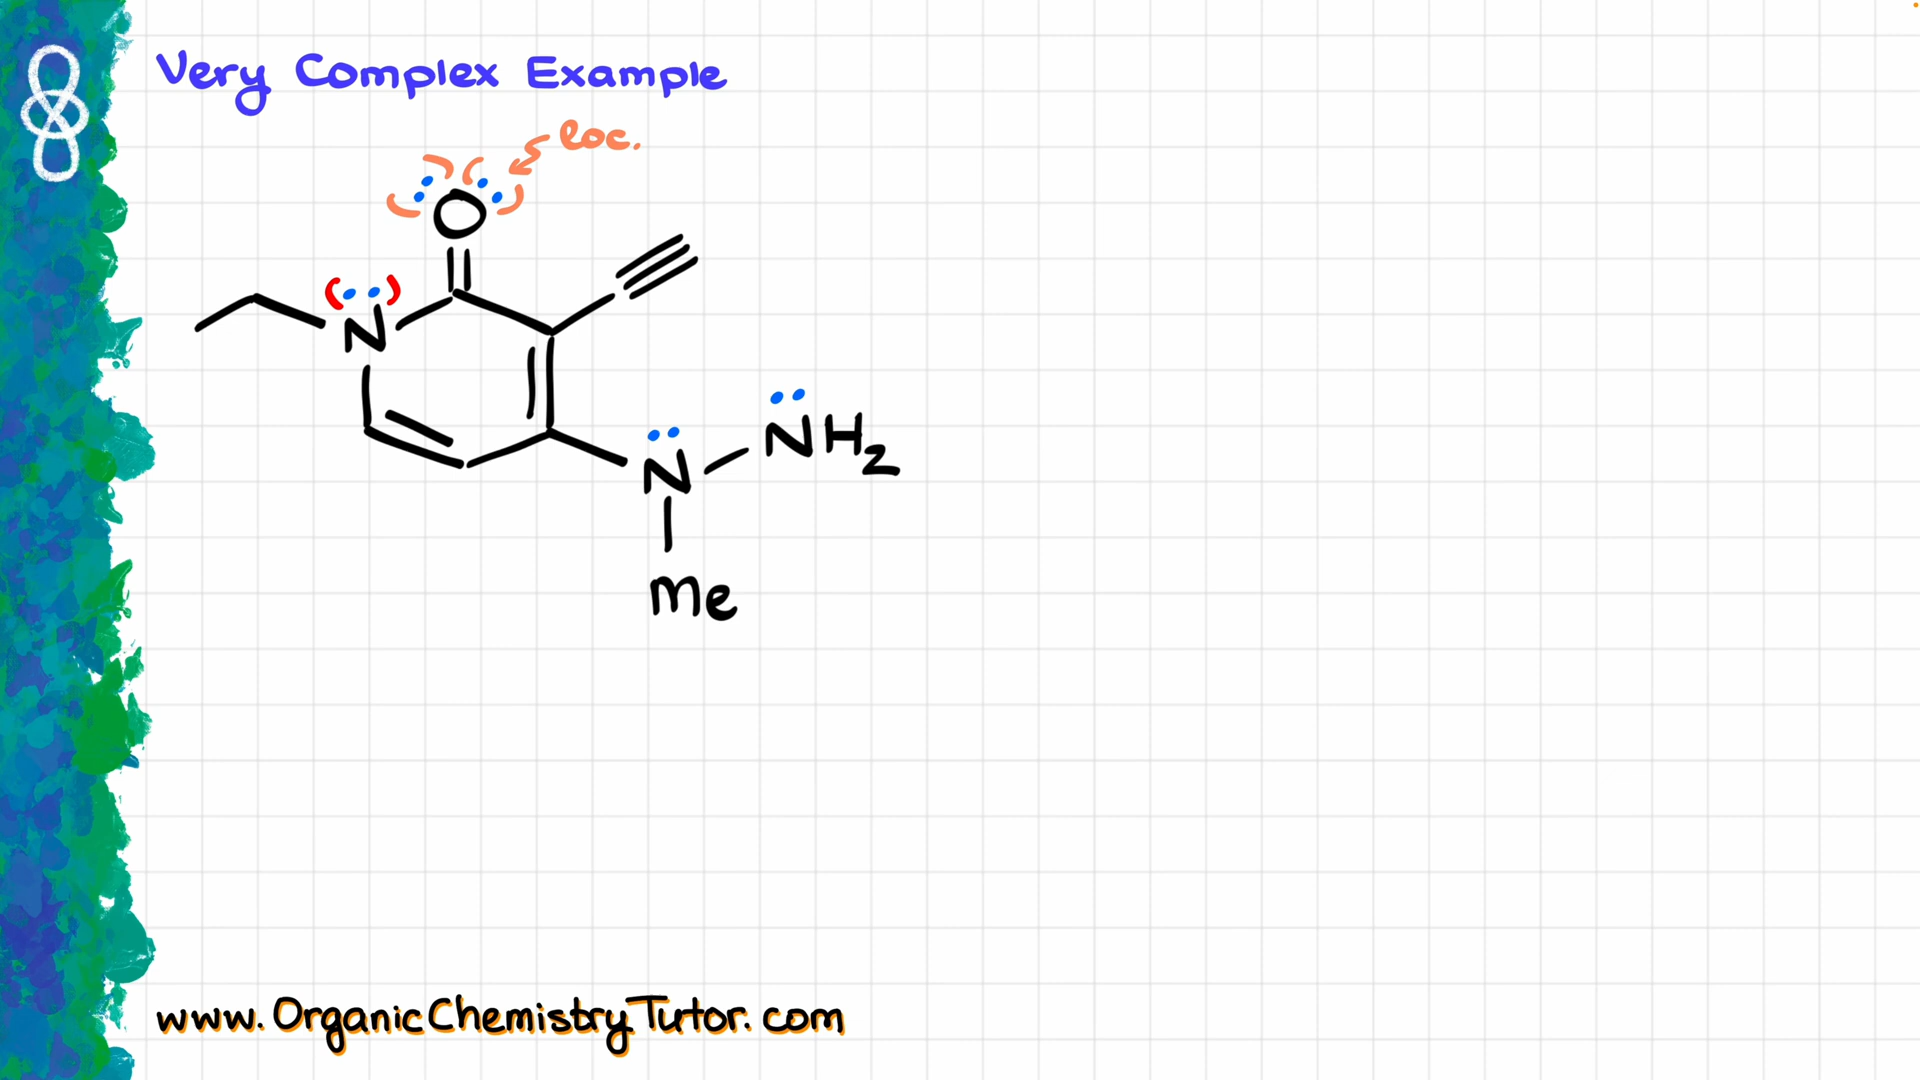 Very Complex Example
loc.
O
N
NH2
N
Me
www.OrganicChemistryTutor.com